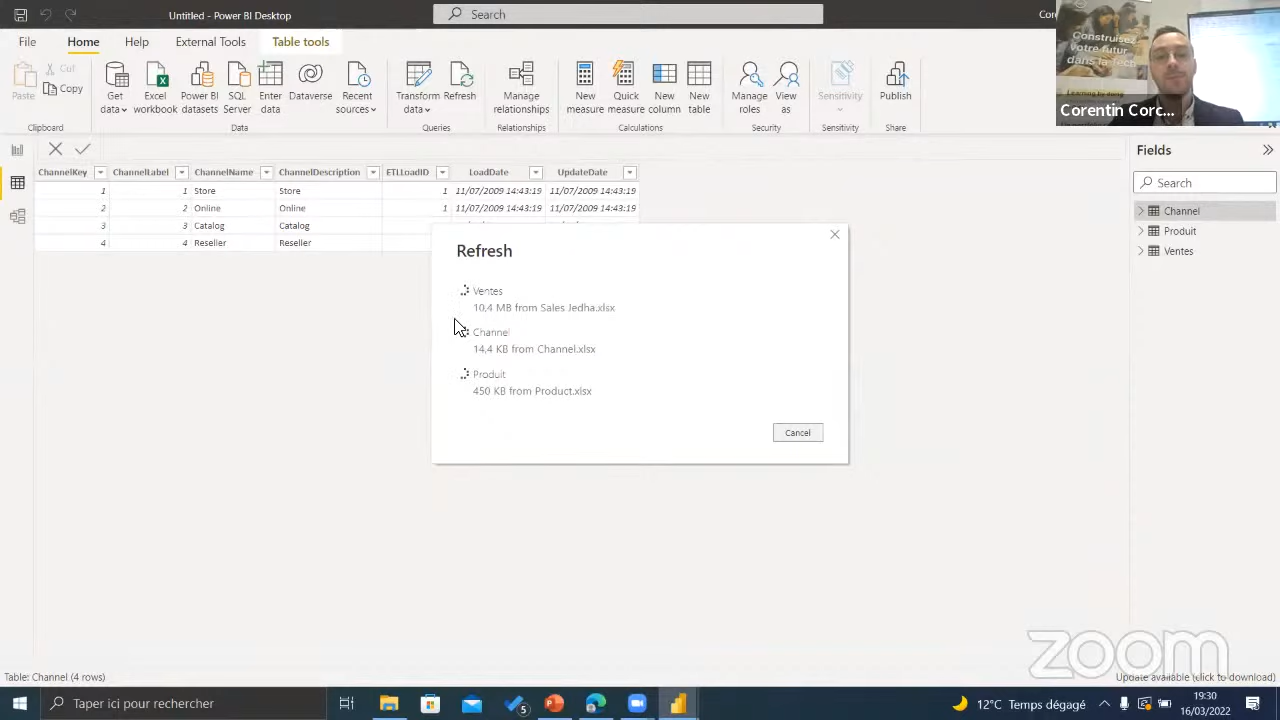 Untitled - Power BI Desktop
Search
Cor
File
Home
Help
External Tools
Table tools
Paste
Cut
Copy
Get data
Excel workbook
Power BI datasets
SQL Server
Enter data
Dataverse
Recent sources
Transform data
Refresh
Manage relationships
New measure
Quick measure
New column
New table
Manage roles
View as
Sensitivity
Publish
Clipboard
Data
Queries
Relationships
Calculations
Security
Sensitivity
Share
Construisez
votre futur
dans la Tech
Corentin Corc...
ChannelKey ChannelLabel ChannelName ChannelDescription ETLLoadID LoadDate UpdateDate
1 1 Store Store 1 11/07/2009 14:43:19 11/07/2009 14:43:19
2 2 Online Online 1 11/07/2009 14:43:19 11/07/2009 14:43:19
3 3 Catalog Catalog
4 4 Reseller Reseller
Refresh
Ventes
10,4 MB from Sales Jedha.xlsx
Channel
14,4 KB from Channel.xlsx
Produit
450 KB from Product.xlsx
Cancel
Fields
Search
Channel
Produit
Ventes
zoom
Table: Channel (4 rows)
Update available (click to download)
Taper ici pour rechercher
5
12°C Temps dégagé
19:30
16/03/2022